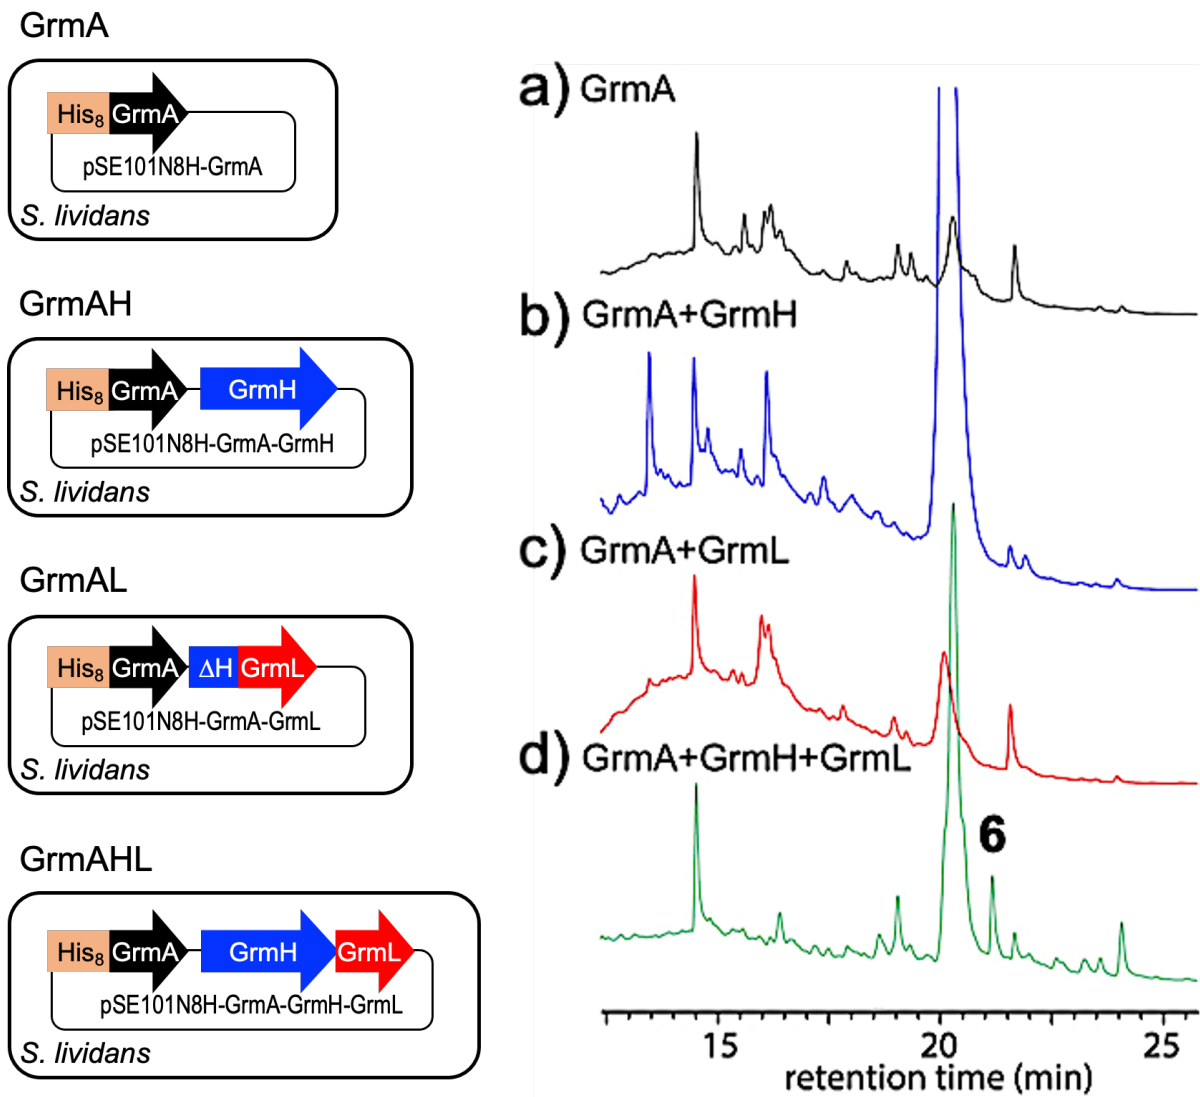 GrmA
His8 GrmA
pSE101N8H-GrmA
S. lividans
GrmAH
His8 GrmA GrmH
pSE101N8H-GrmA-GrmH
S. lividans
GrmAL
His8 GrmA ΔH GrmL
pSE101N8H-GrmA-GrmL
S. lividans
GrmAHL
His8 GrmA GrmH GrmL
pSE101N8H-GrmA-GrmH-GrmL
S. lividans
a) GrmA
b) GrmA+GrmH
c) GrmA+GrmL
d) GrmA+GrmH+GrmL
6
15 20 25
retention time (min)